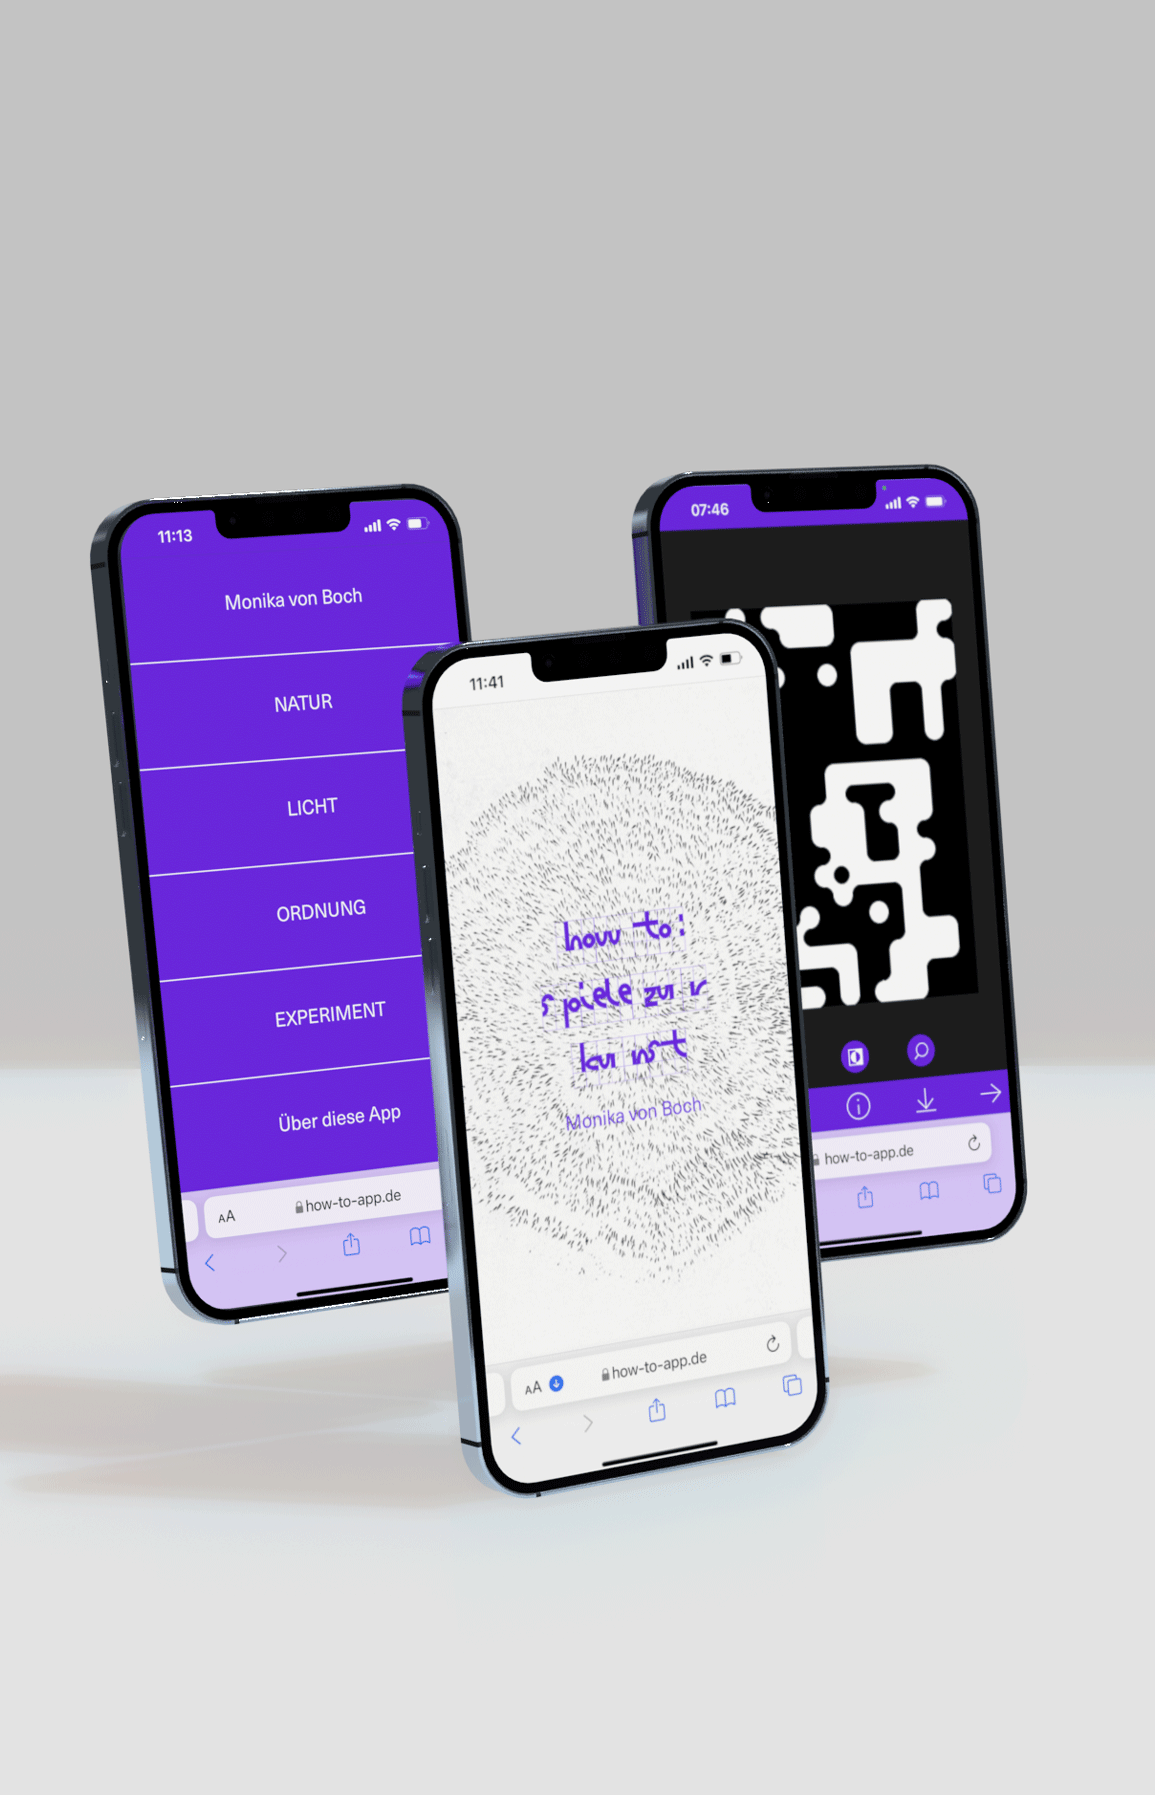 11:13
Monika von Boch
NATUR
LICHT
ORDNUNG
EXPERIMENT
Über diese App
AA how-to-app.de
11:41
how to:
spiele zur
kunst
Monika von Boch
AA how-to-app.de
07:46
how-to-app.de